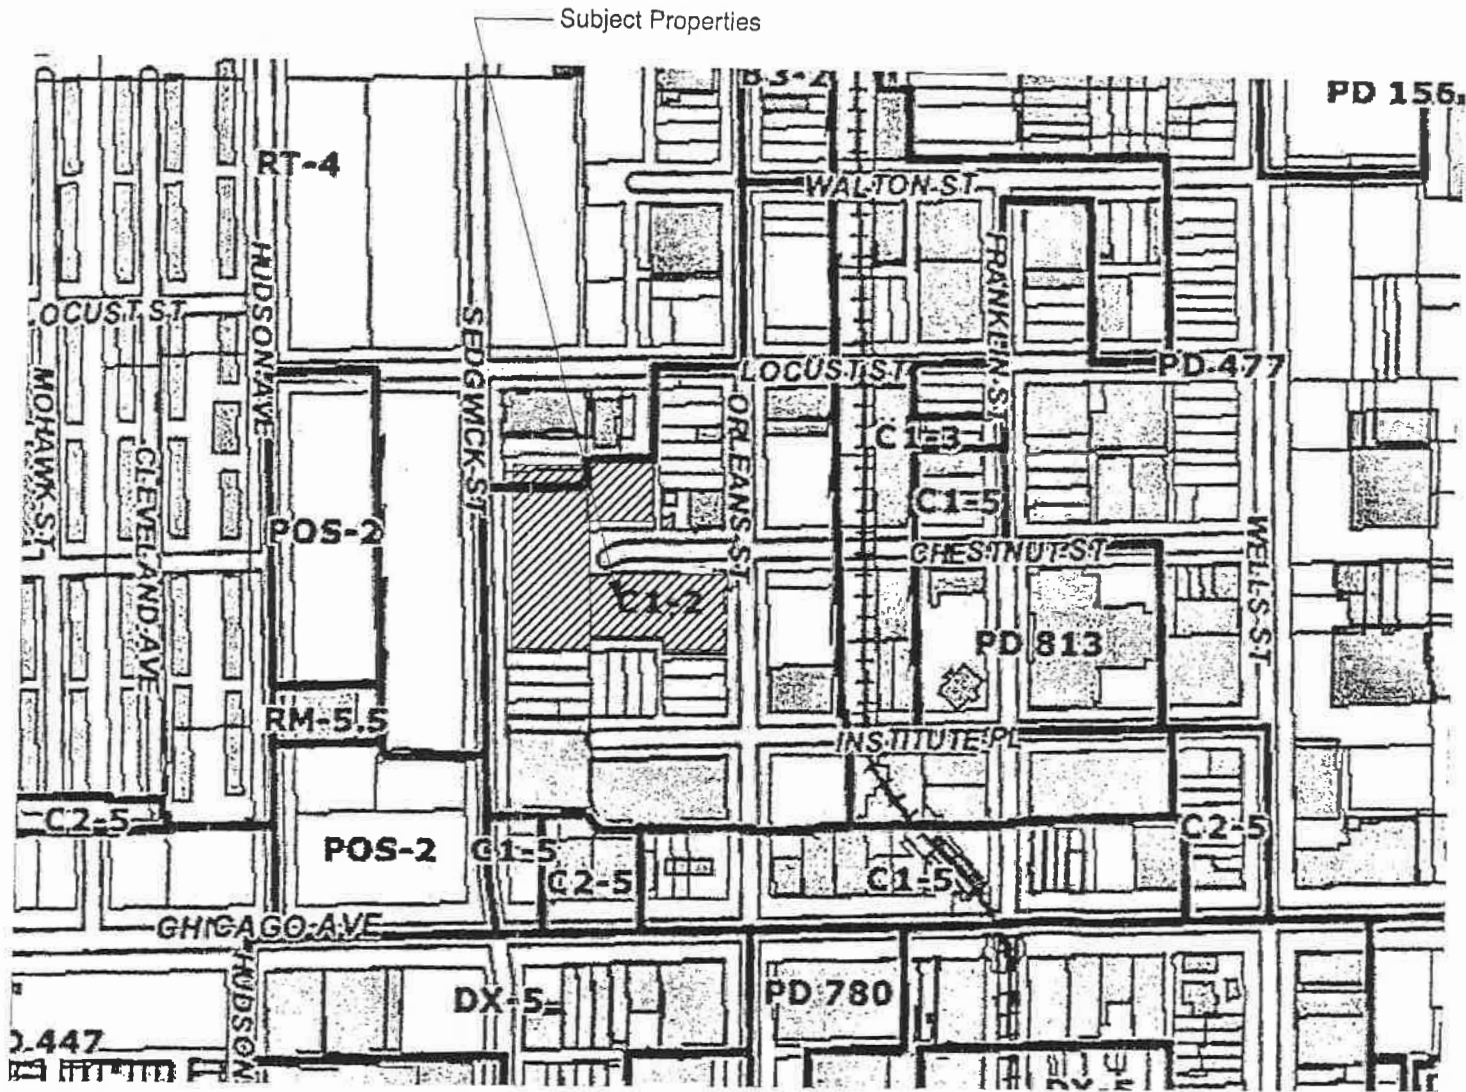 Subject Properties
B3-2
PD 156
RT-4
WALTON ST
HUDSON AVE
FRANKLIN ST
OCUST ST
SEDGWICK ST
LOCUST ST
PD 477
MOHAWK ST
ORLEANS ST
C1-3
CLEVELAND AVE
C1-5
POS-2
CHESTNUT ST
WELLS ST
C1-2
PD 813
RM-5.5
INSTITUTE PL
C2-5
POS-2
C1-5
C2-5
C1-5
C2-5
CHICAGO AVE
HUDSON
DX-5
PD 780
447